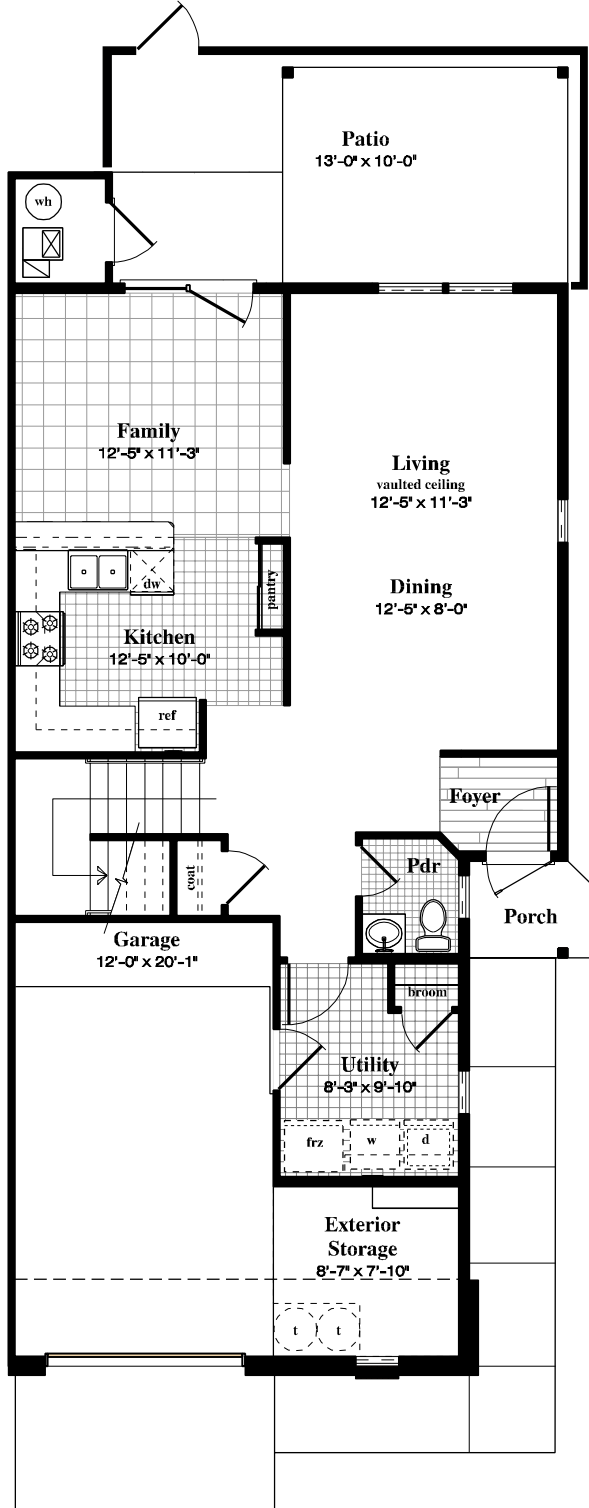 Patio
13'-0" x 10'-0"
wh
Family
12'-5" x 11'-3"
Living
vaulted ceiling
12'-5" x 11'-3"
dw
pantry
Dining
12'-5" x 8'-0"
Kitchen
12'-5" x 10'-0"
ref
Foyer
coat
Pdr
Porch
Garage
12'-0" x 20'-1"
broom
Utility
8'-3" x 9'-10"
frz
w
d
Exterior
Storage
8'-7" x 7'-10"
t
t